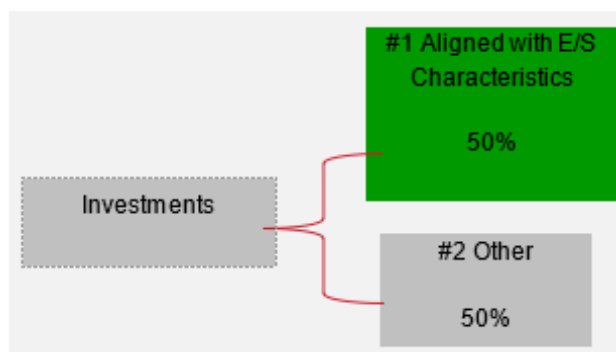 #1 Aligned with E/S
Characteristics
50%
Investments
#2 Other
50%